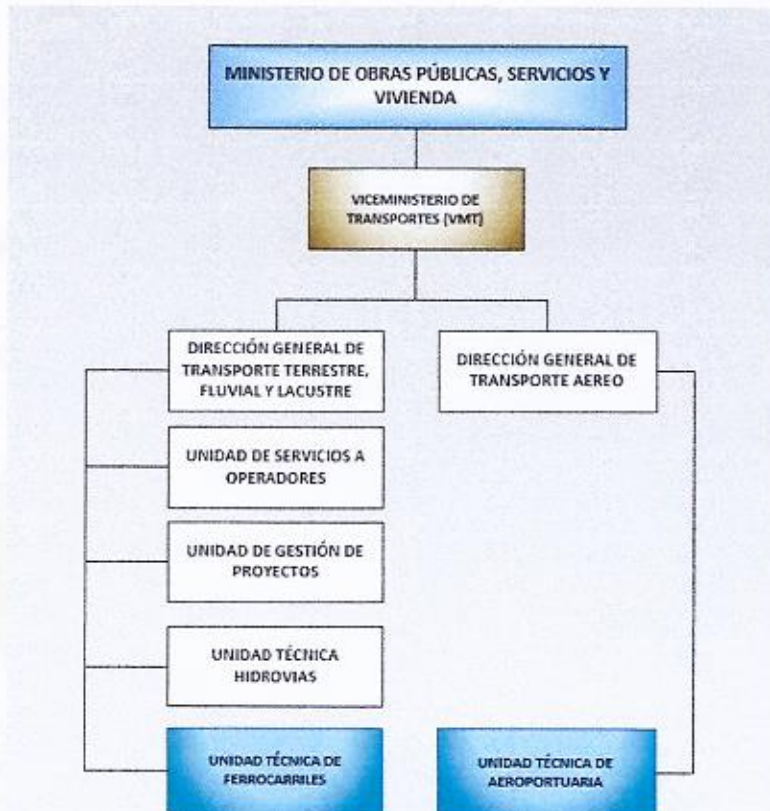 MINISTERIO DE OBRAS PÚBLICAS, SERVICIOS Y
VIVIENDA
VICEMINISTERIO DE
TRANSPORTES (VMT)
DIRECCIÓN GENERAL DE
TRANSPORTE TERRESTRE,
FLUVIAL Y LACUSTRE
DIRECCIÓN GENERAL DE
TRANSPORTE AEREO
UNIDAD DE SERVICIOS A
OPERADORES
UNIDAD DE GESTIÓN DE
PROYECTOS
UNIDAD TÉCNICA
HIDROVIAS
UNIDAD TÉCNICA DE
FERROCARRILES
UNIDAD TÉCNICA DE
AEROPORTUARIA